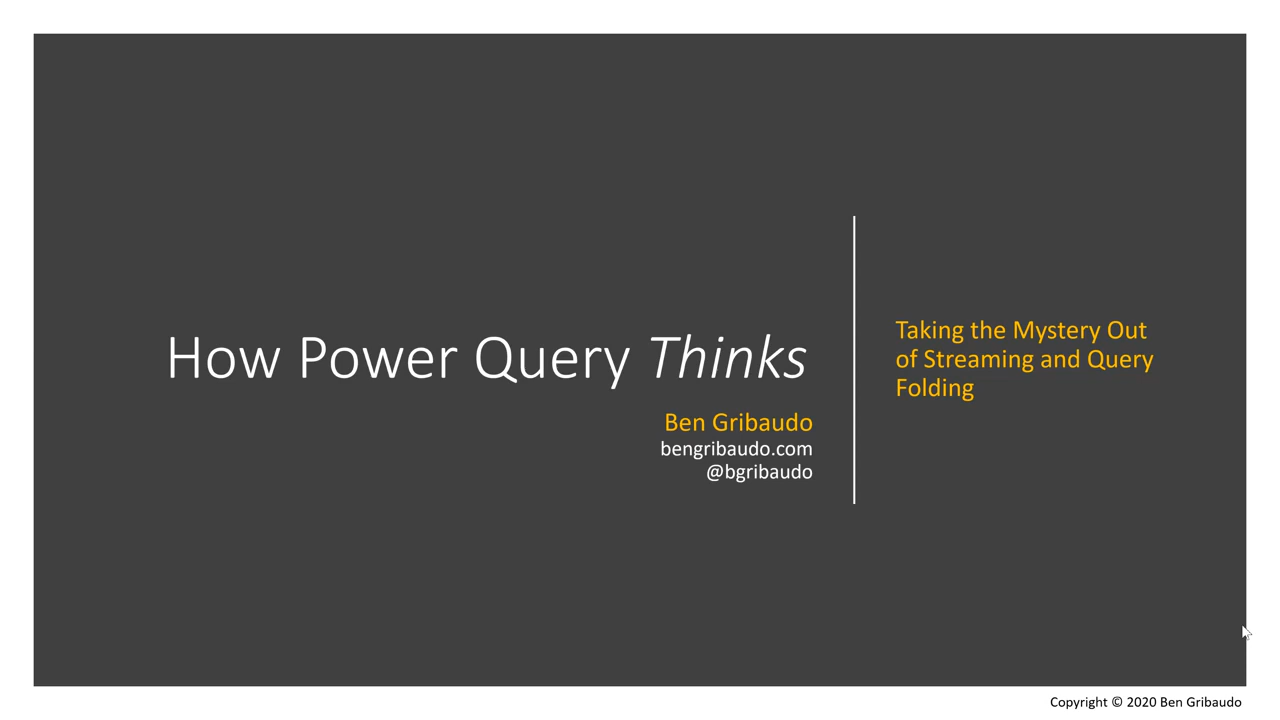 How Power Query Thinks
Ben Gribaudo
bengribaudo.com
@bgribaudo
Taking the Mystery Out
of Streaming and Query
Folding
Copyright © 2020 Ben Gribaudo